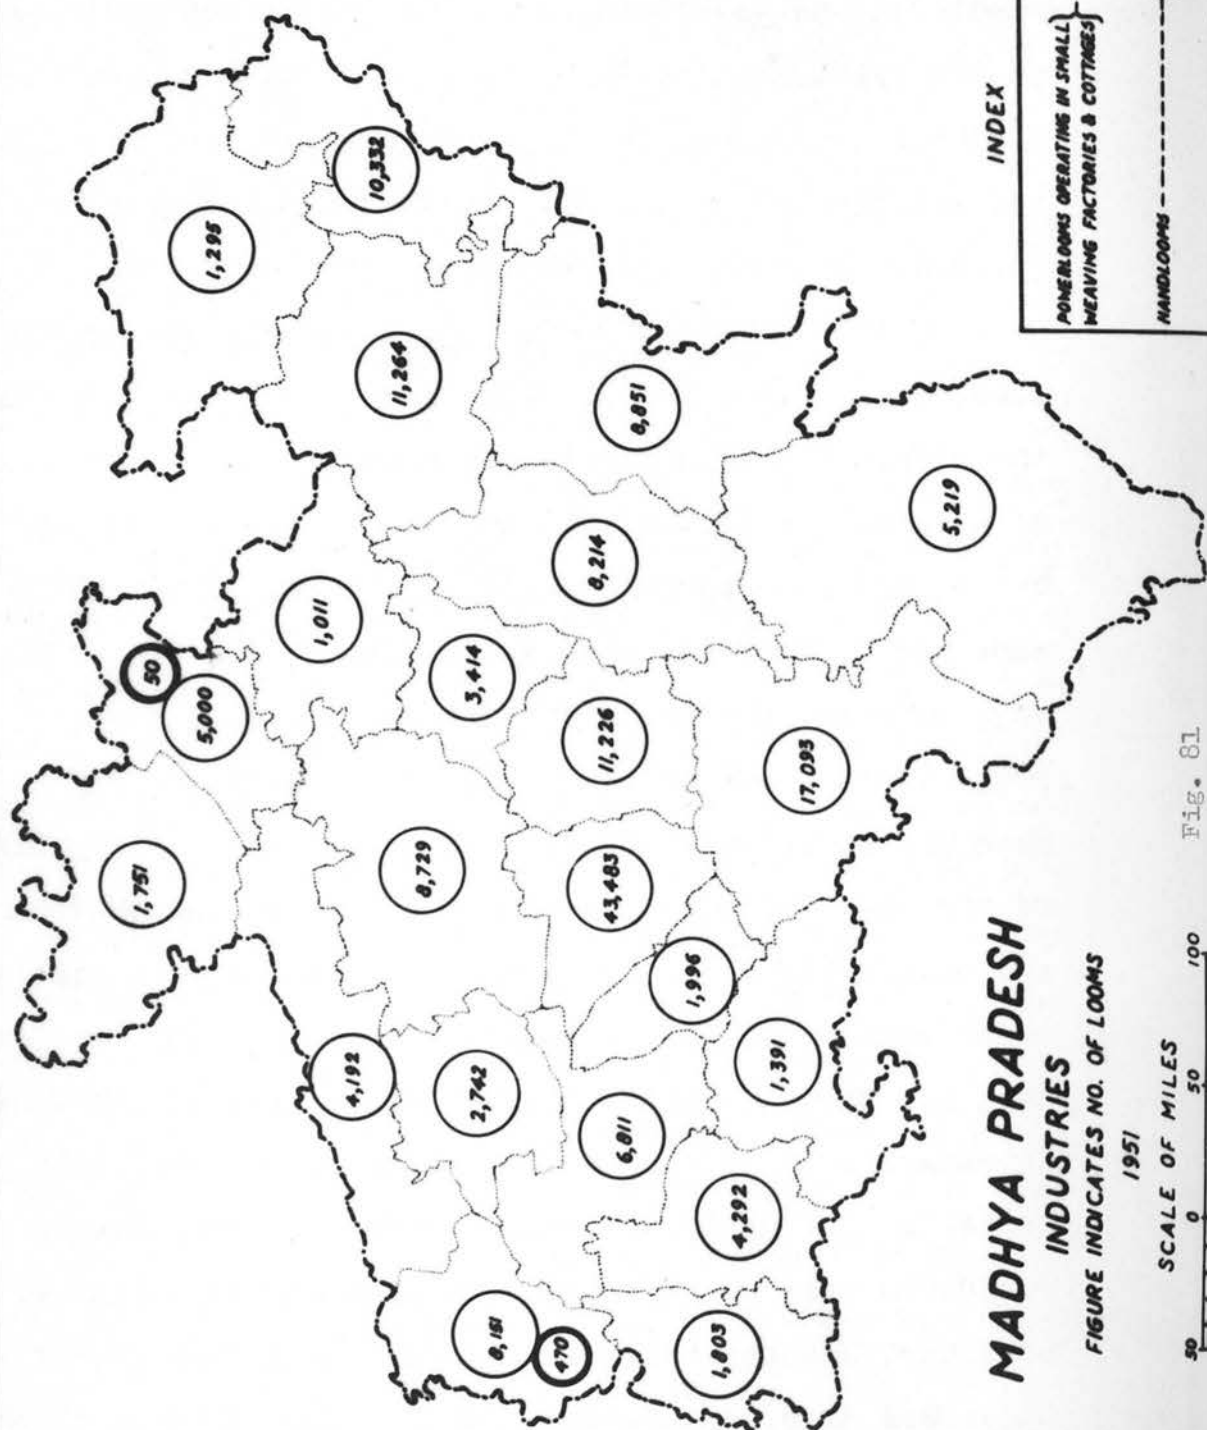 MADHYA PRADESH
INDUSTRIES
FIGURE INDICATES NO. OF LOOMS
1951
SCALE OF MILES
50 0 50 100
Fig. 81
INDEX
POWERLOOMS OPERATING IN SMALL
WEAVING FACTORIES & COTTAGES
HANDLOOMS
1,295
10,332
11,264
8,851
5,219
8,214
1,011
50
5,000
3,414
11,226
17,093
1,751
8,729
43,483
1,996
4,192
2,742
6,811
1,391
4,292
8,151
470
1,803